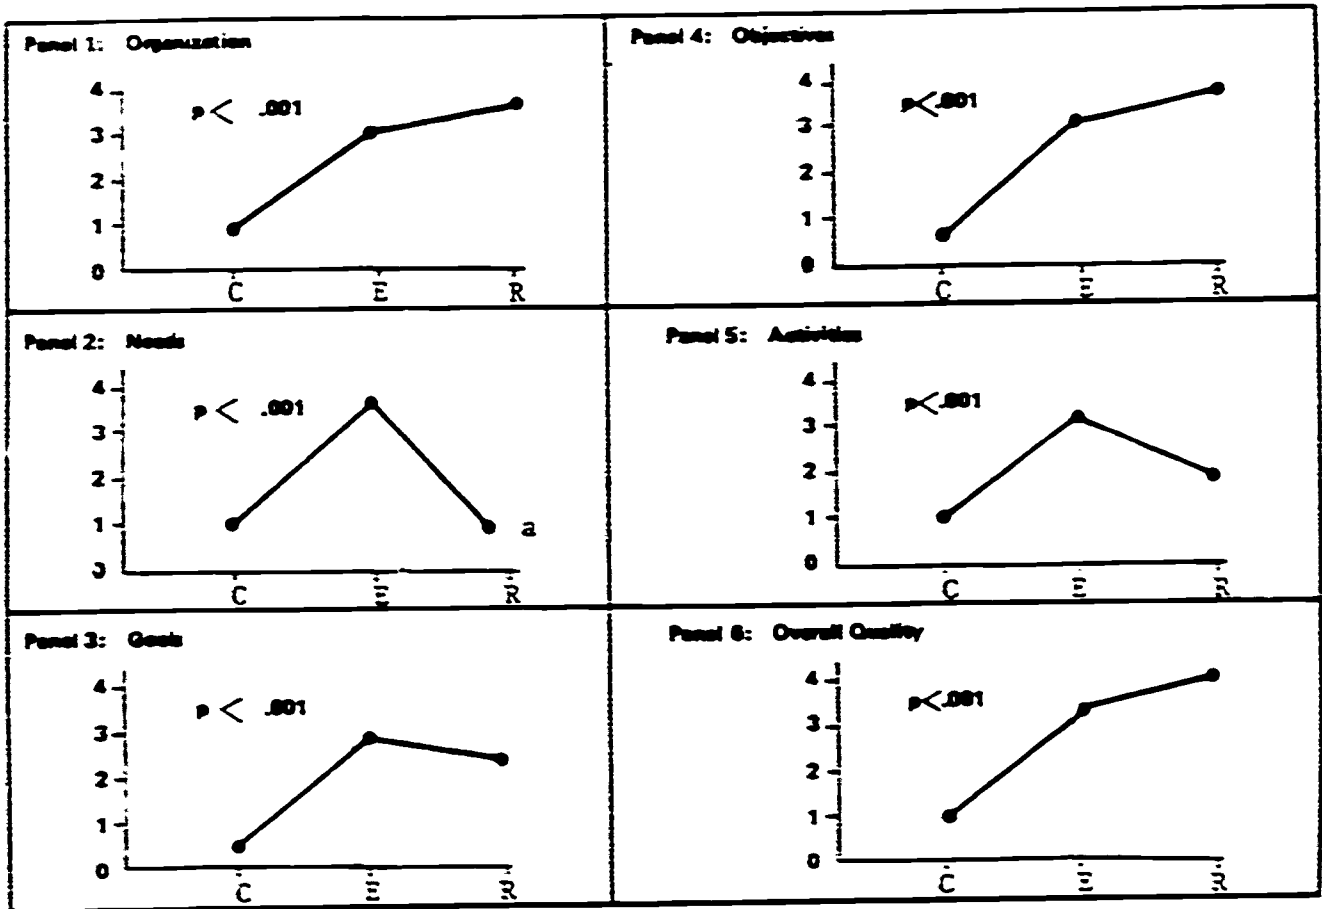 Panel 1: Organization
4
p < .001
3
2
1
0
C E R
Panel 2: Needs
4
p < .001
3
2
1
a
0
C E R
Panel 3: Goals
4
p < .001
3
2
1
0
C E R
Panel 4: Objectives
4
p<.001
3
2
1
0
C E R
Panel 5: Activities
4
p<.001
3
2
1
0
C E R
Panel 6: Overall Quality
4
p<.001
3
2
1
0
C E R